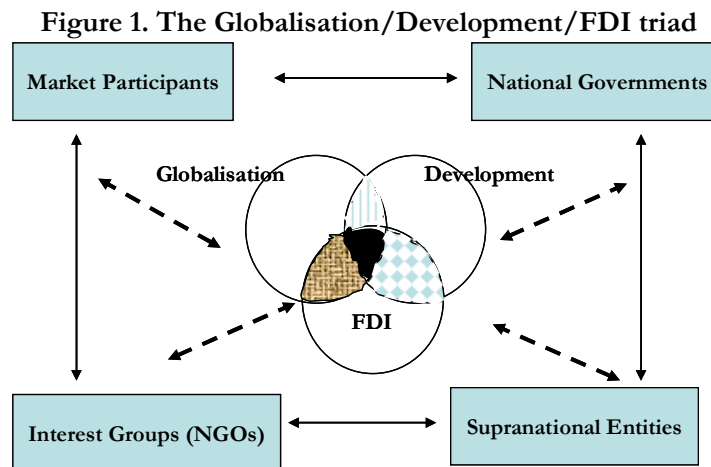 Figure 1. The Globalisation/Development/FDI triad
Market Participants
National Governments
Globalisation
Development
FDI
Interest Groups (NGOs)
Supranational Entities